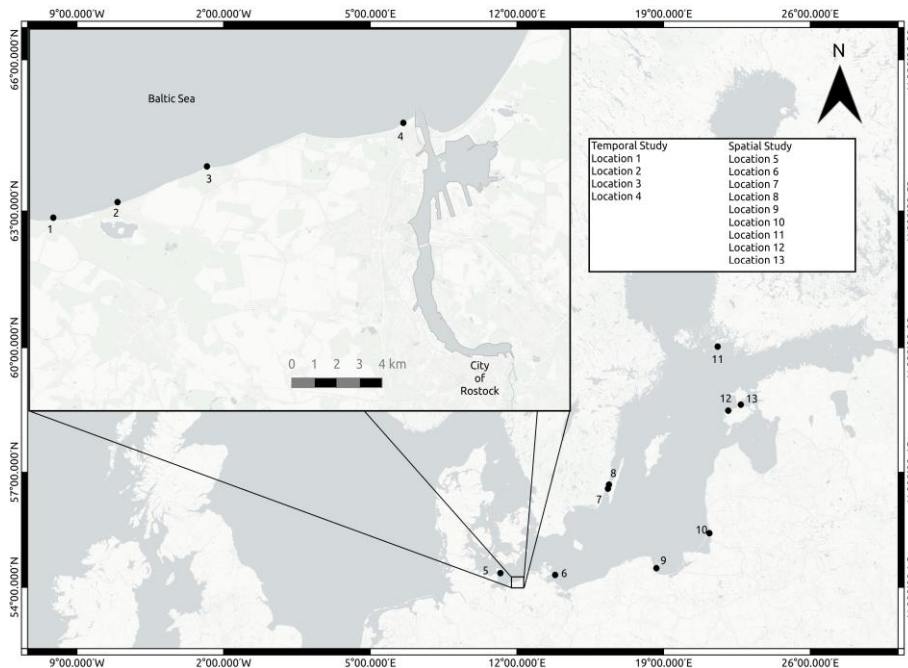 9°00.000'W 2°00.000'W 5°00.000'E 12°00.000'E 19°00.000'E 26°00.000'E
66°00.000'N
63°00.000'N
60°00.000'N
57°00.000'N
54°00.000'N
Baltic Sea
4
3
2
1
0 1 2 3 4 km
City
of
Rostock
N
Temporal Study
Location 1
Location 2
Location 3
Location 4
Spatial Study
Location 5
Location 6
Location 7
Location 8
Location 9
Location 10
Location 11
Location 12
Location 13
11
12 13
8
7
10
9
5
6
9°00.000'W 2°00.000'W 5°00.000'E 12°00.000'E 19°00.000'E 26°00.000'E